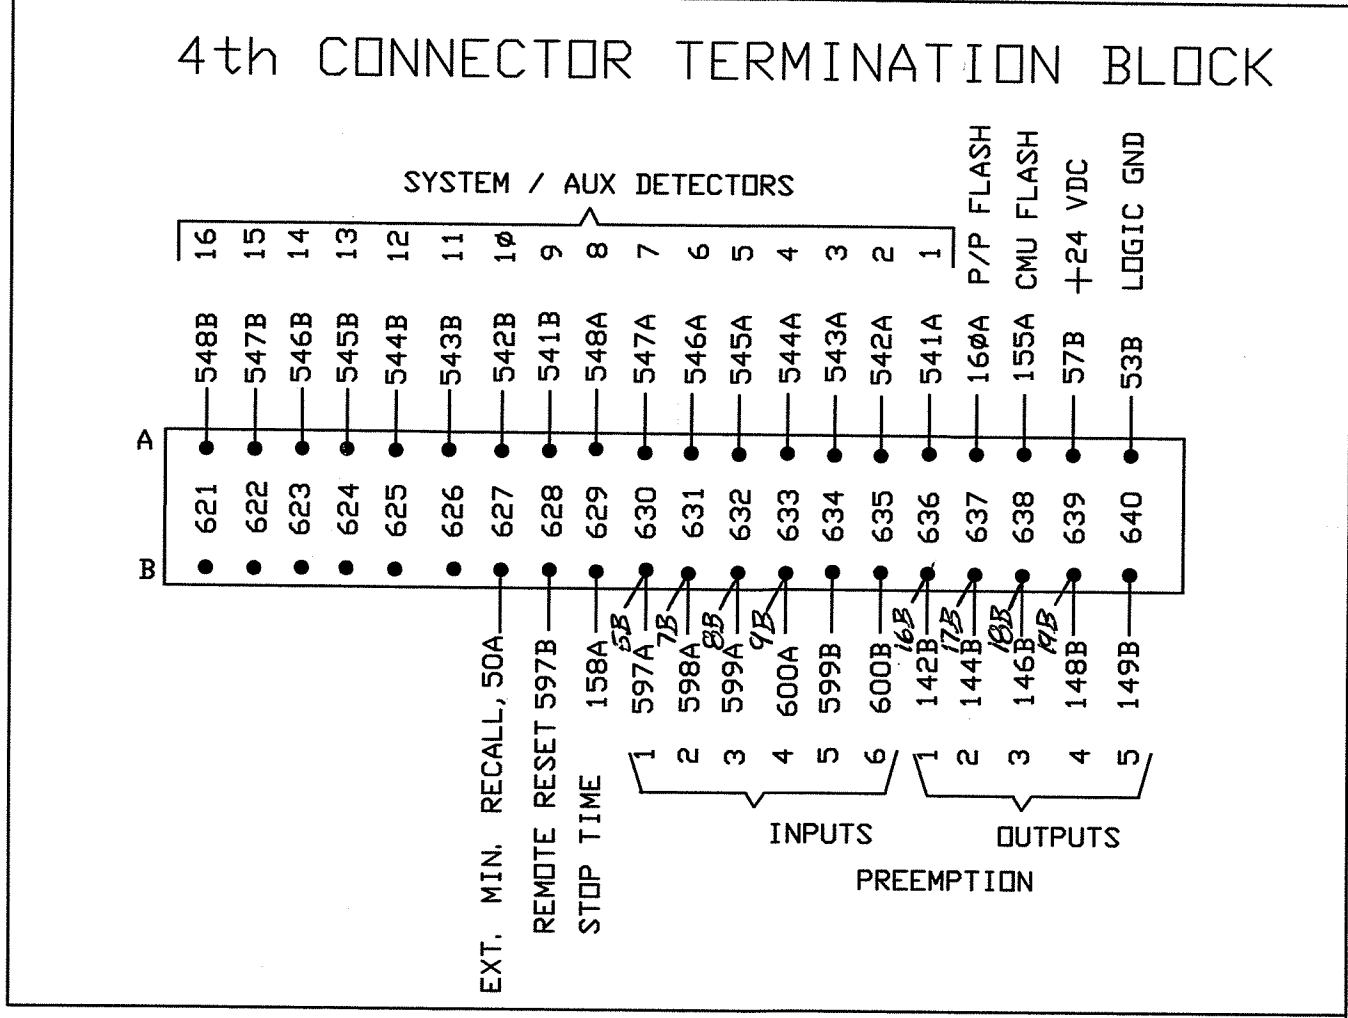 4th CONNECTOR TERMINATION BLOCK
SYSTEM / AUX DETECTORS
16 15 14 13 12 11 1Ø 9 8 7 6 5 4 3 2 1 P/P FLASH CMU FLASH +24 VDC LOGIC GND
548B 547B 546B 545B 544B 543B 542B 541B 548A 547A 546A 545A 544A 543A 542A 541A 16ØA 155A 57B 53B
A
621 622 623 624 625 626 627 628 629 630 631 632 633 634 635 636 637 638 639 640
B
5B 7B 8B 9B 16B 17B 18B 19B
EXT. MIN. RECALL, 50A
REMOTE RESET 597B
STOP TIME 158A
597A 598A 599A 600A 599B 600B 142B 144B 146B 148B 149B
1 2 3 4 5 6 1 2 3 4 5
INPUTS OUTPUTS
PREEMPTION